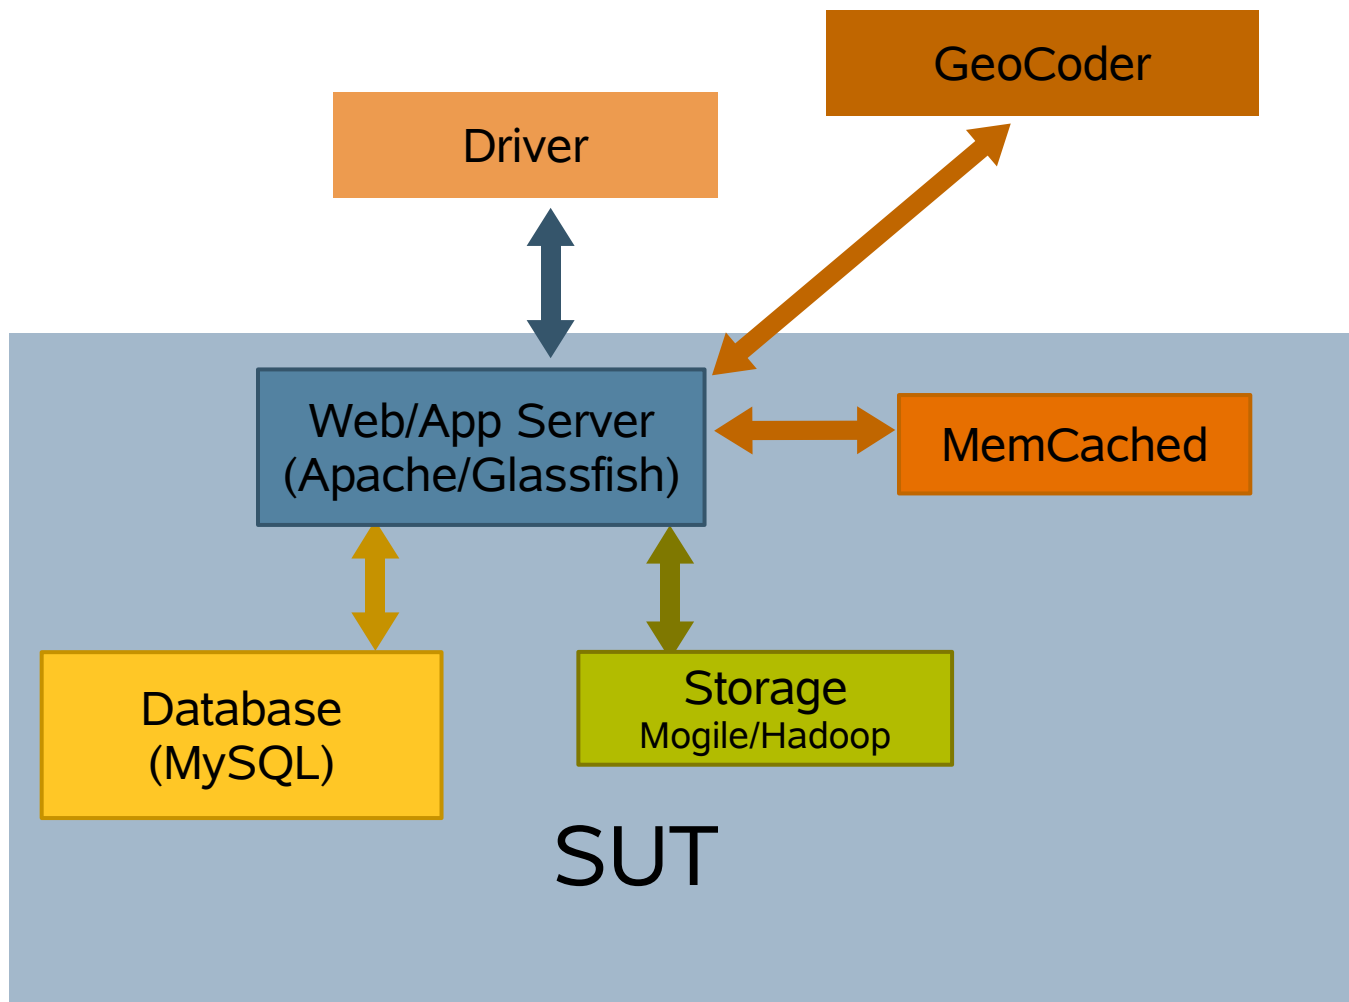 GeoCoder
Driver
Web/App Server
(Apache/Glassfish)
MemCached
Database
(MySQL)
Storage
Mogile/Hadoop
SUT